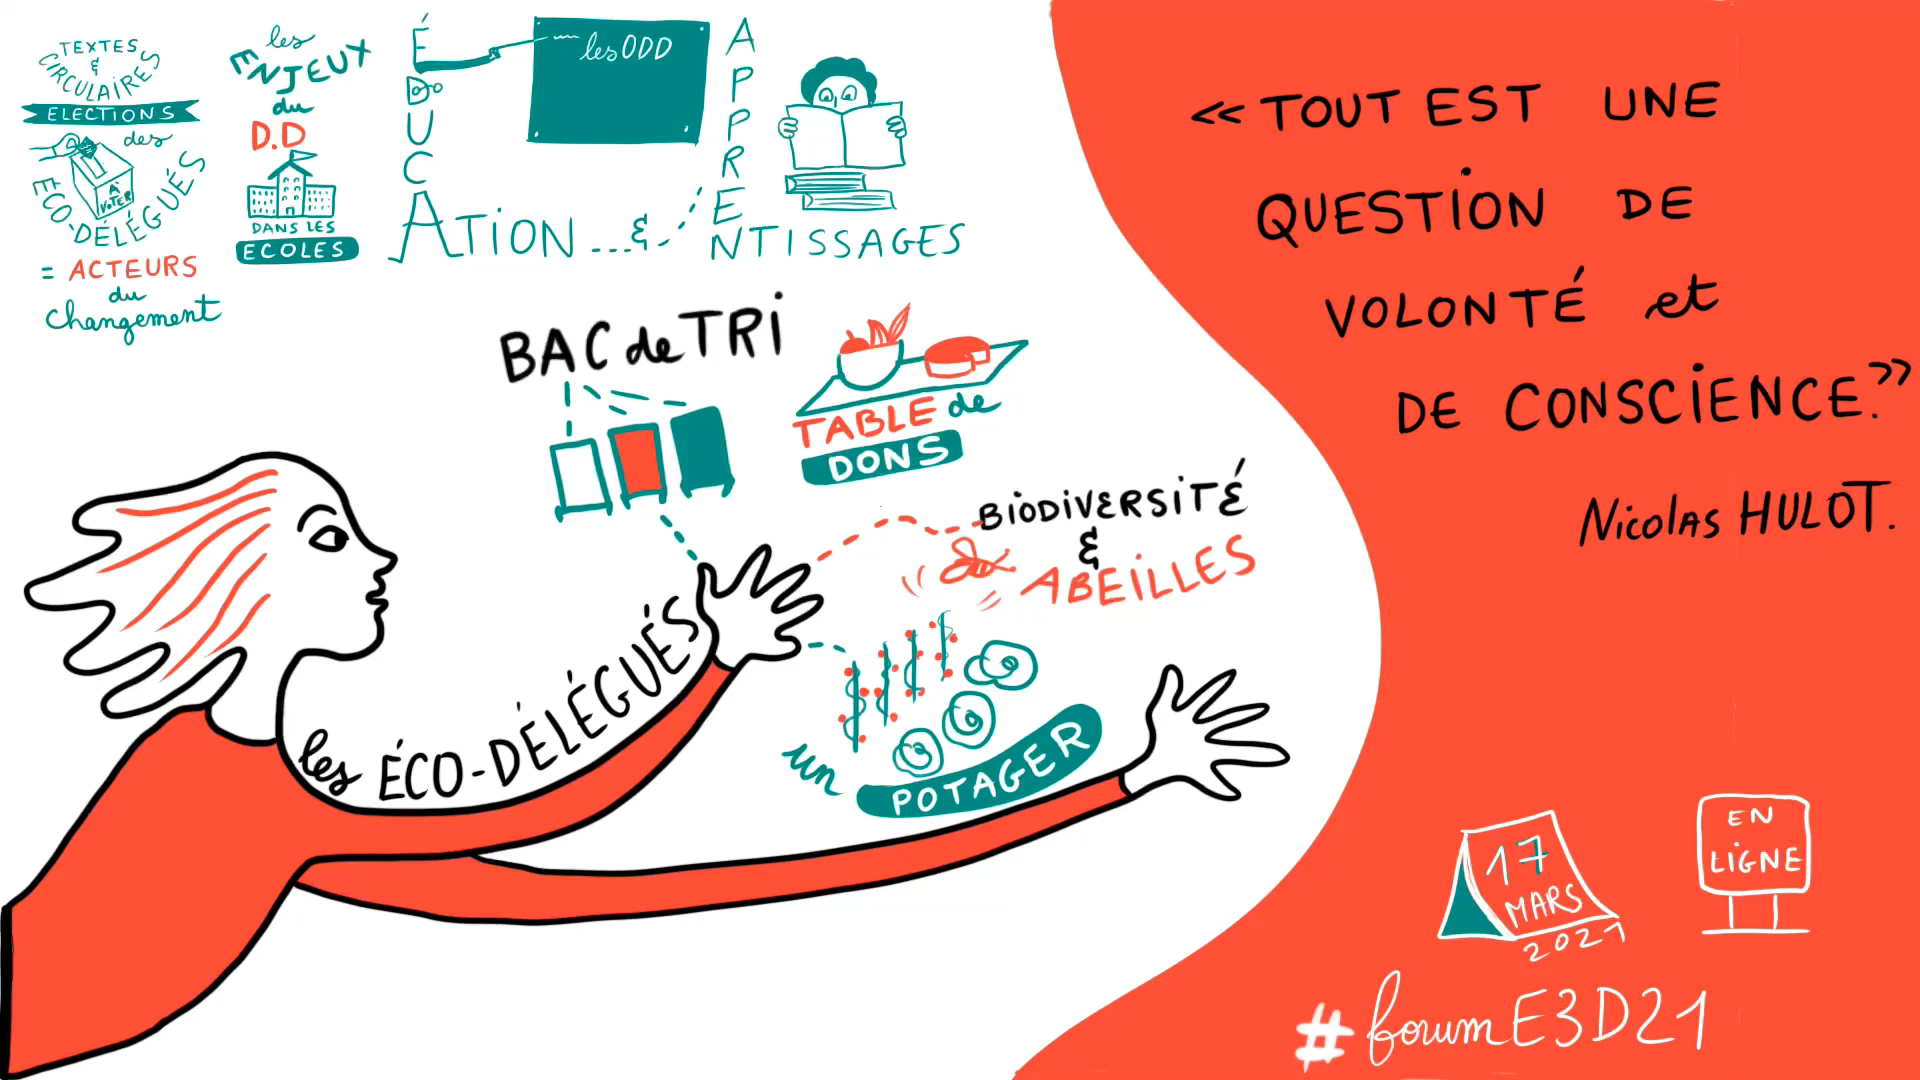 TEXTES
&
CIRCULAIRES
ELECTIONS
des
À
VOTER
ÉCO-DÉLÉGUÉS
= ACTEURS
du
changement
les
ENJEUX
du
D.D
DANS LES
ECOLES
ÉDUCATION ... &
les ODD
APPRENTISSAGES
BAC de TRI
TABLE de
DONS
BIODIVERSITÉ
&
ABEILLES
les ÉCO-DÉLÉGUÉS
un
POTAGER
« TOUT EST UNE
QUESTION DE
VOLONTÉ et
DE CONSCIENCE.»
Nicolas HULOT.
17
MARS
2021
EN
LIGNE
#forumE3D21